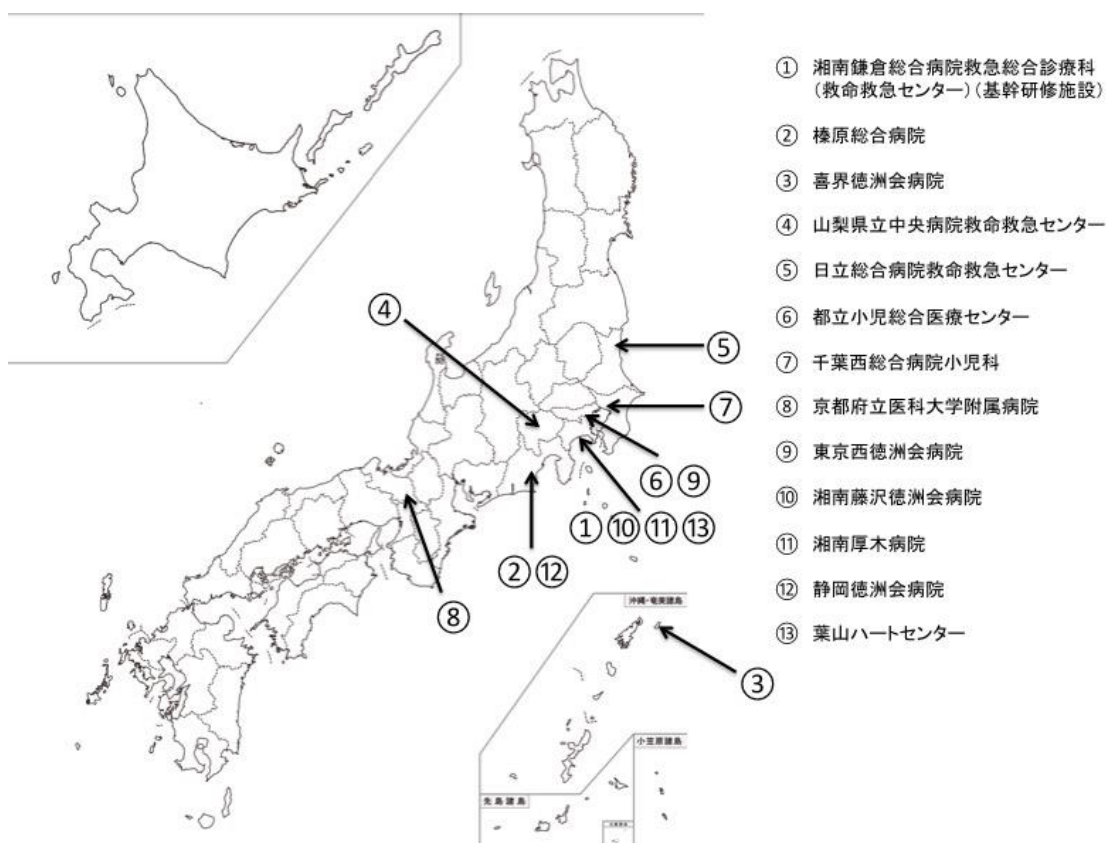 ① 湘南鎌倉総合病院救急総合診療科
（救命救急センター）（基幹研修施設）
② 榛原総合病院
③ 喜界徳洲会病院
④ 山梨県立中央病院救命救急センター
⑤ 日立総合病院救命救急センター
⑥ 都立小児総合医療センター
⑦ 千葉西総合病院小児科
⑧ 京都府立医科大学附属病院
⑨ 東京西徳洲会病院
⑩ 湘南藤沢徳洲会病院
⑪ 湘南厚木病院
⑫ 静岡徳洲会病院
⑬ 葉山ハートセンター
④
⑤
⑦
⑥ ⑨
① ⑩ ⑪ ⑬
② ⑫
⑧
沖縄・奄美諸島
③
小笠原諸島
先島諸島